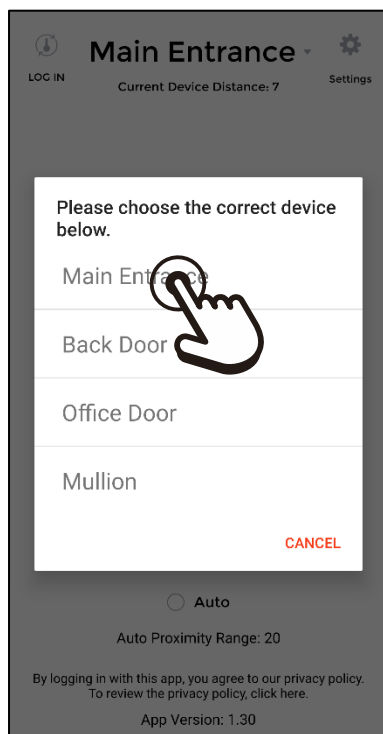 Main Entrance
LOG IN
Current Device Distance: 7
Settings
Please choose the correct device
below.
Main Entrance
Back Door
Office Door
Mullion
CANCEL
Auto
Auto Proximity Range: 20
By logging in with this app, you agree to our privacy policy.
To review the privacy policy, click here.
App Version: 1.30